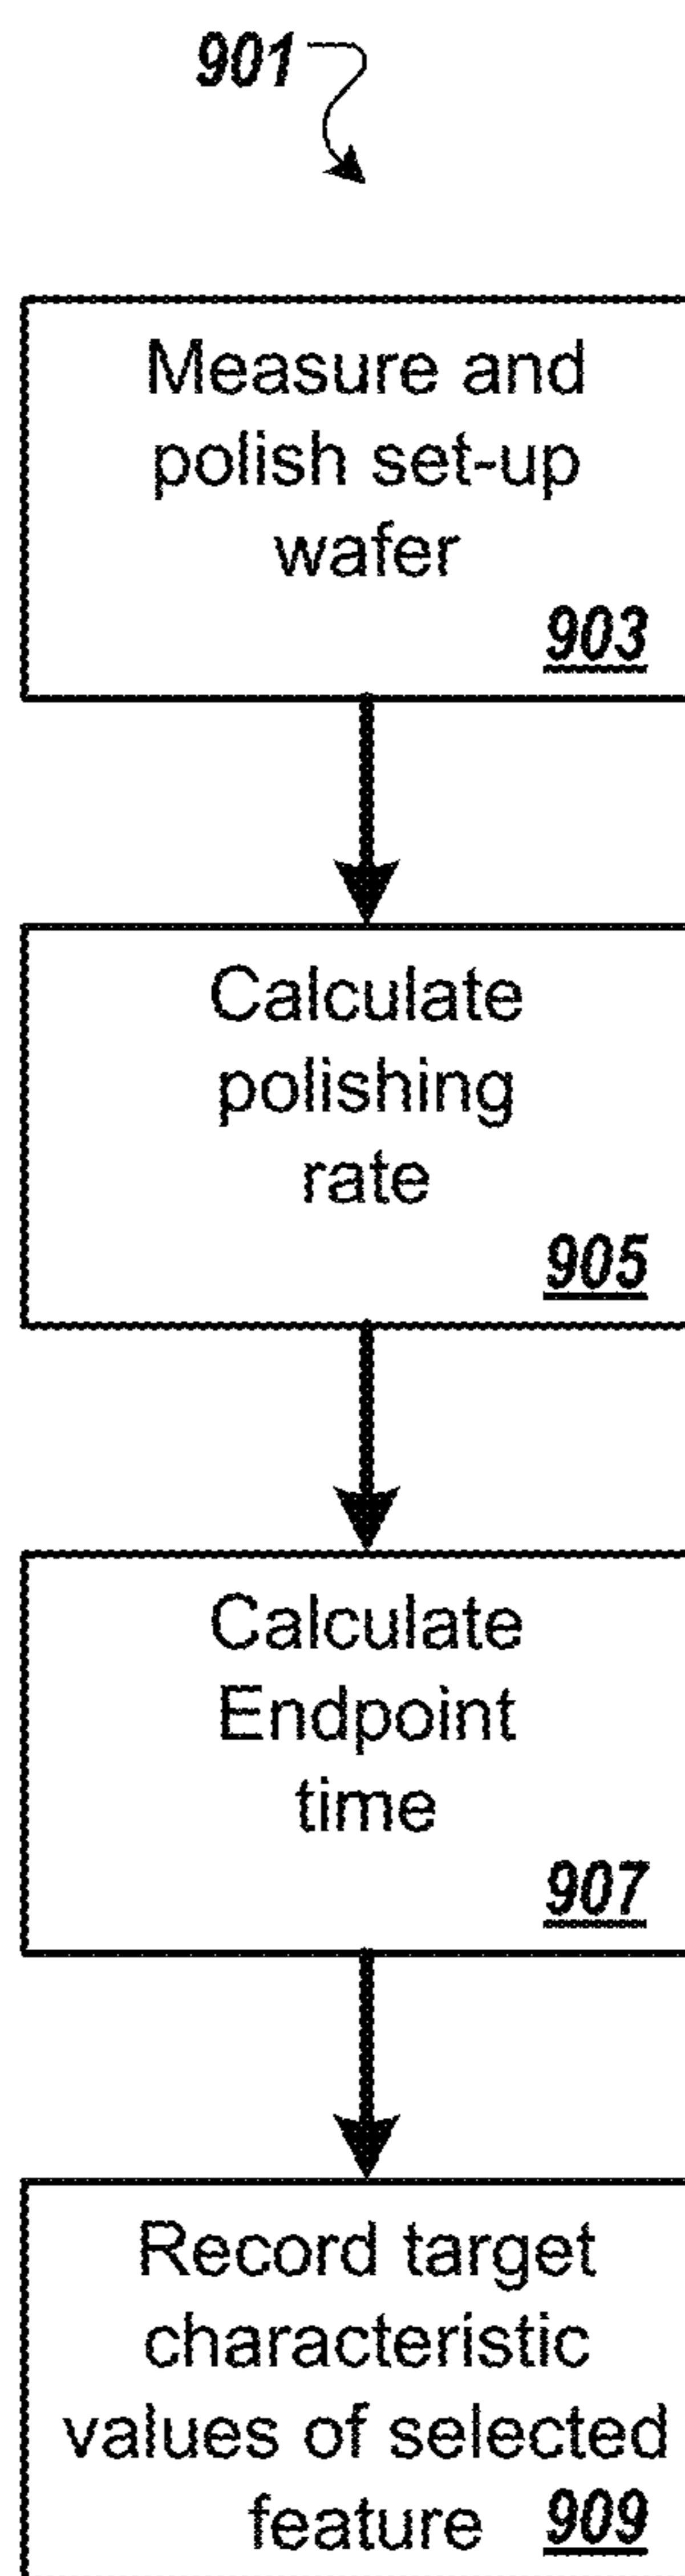 901
Measure and
polish set-up
wafer
903
Calculate
polishing
rate
905
Calculate
Endpoint
time
907
Record target
characteristic
values of selected
feature 909